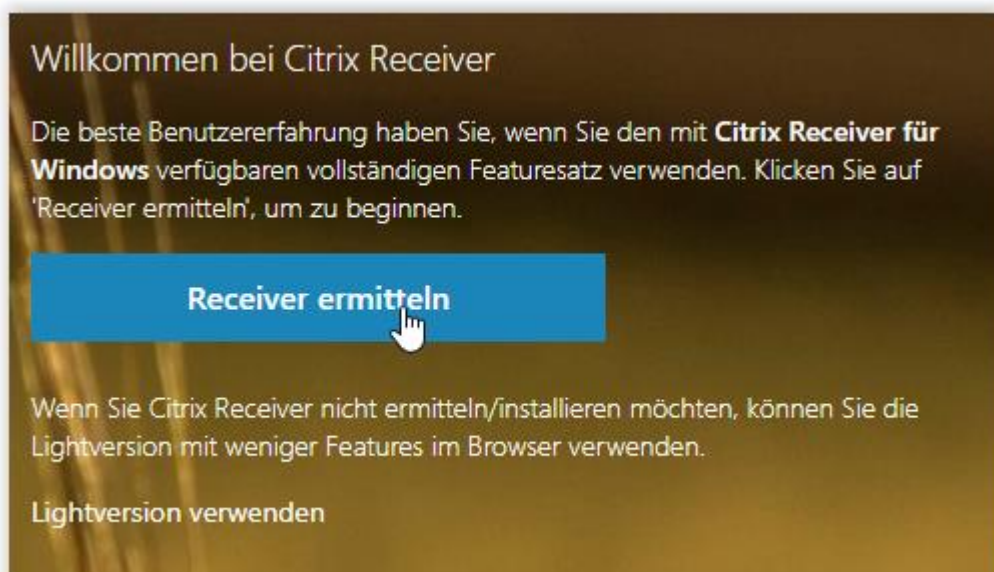 Willkommen bei Citrix Receiver
Die beste Benutzererfahrung haben Sie, wenn Sie den mit Citrix Receiver für
Windows verfügbaren vollständigen Featuresatz verwenden. Klicken Sie auf
'Receiver ermitteln', um zu beginnen.
Receiver ermitteln
Wenn Sie Citrix Receiver nicht ermitteln/installieren möchten, können Sie die
Lightversion mit weniger Features im Browser verwenden.
Lightversion verwenden